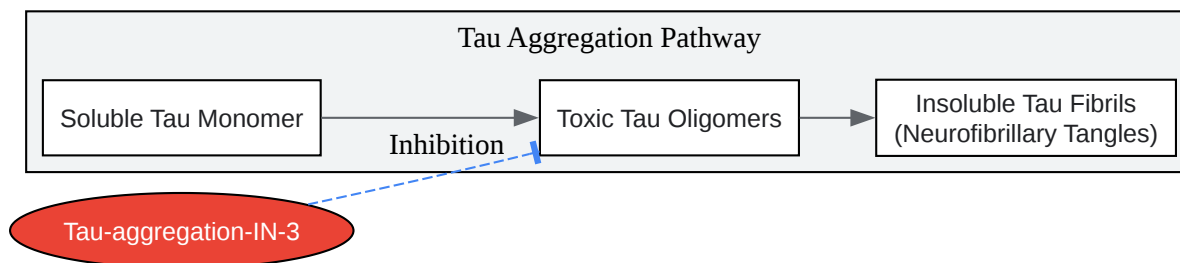 Tau Aggregation Pathway
Soluble Tau Monomer
Inhibition
Toxic Tau Oligomers
Insoluble Tau Fibrils
(Neurofibrillary Tangles)
Tau-aggregation-IN-3